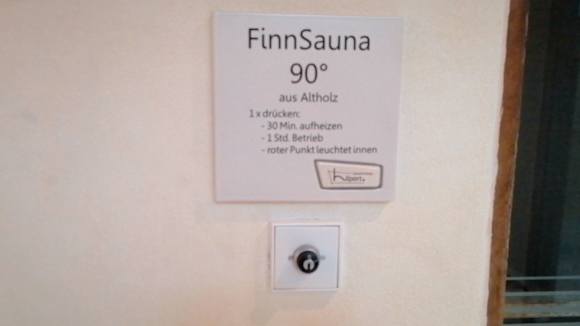 FinnSauna
90°
aus Altholz
1 x drücken:
- 30 Min. aufheizen
- 1 Std. Betrieb
- roter Punkt leuchtet innen